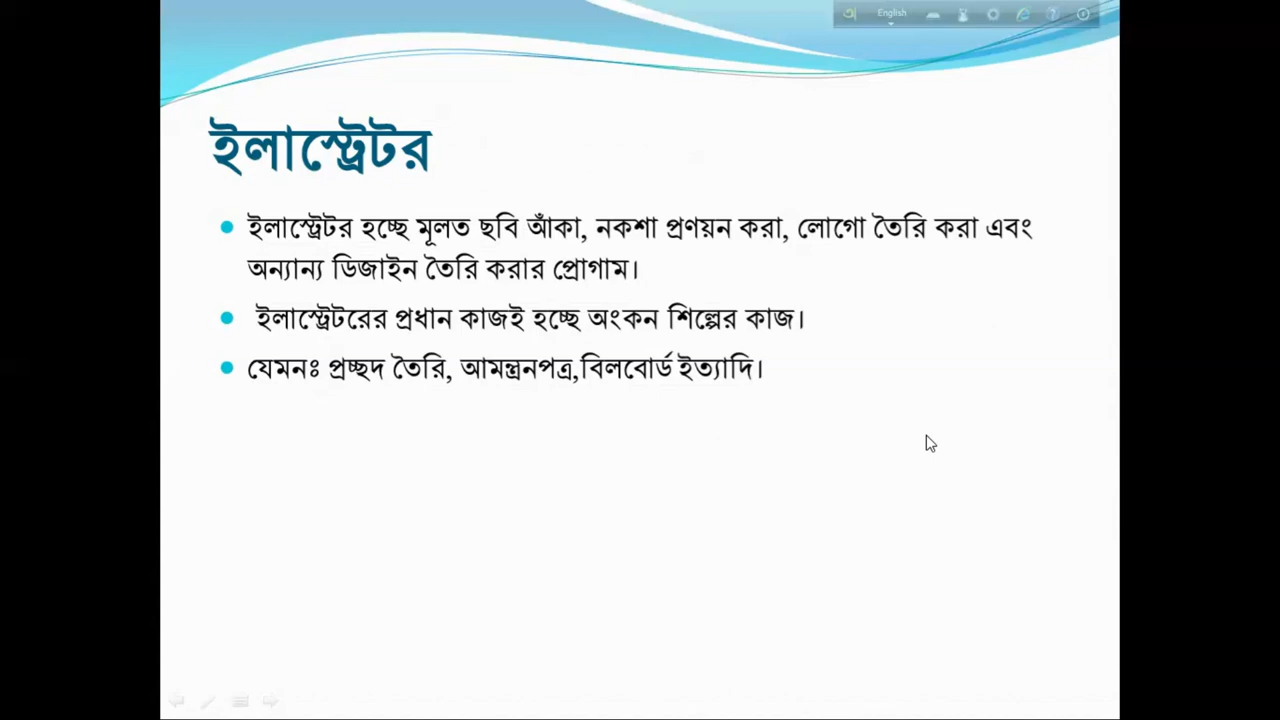 English
ইলাস্ট্রেটর
ইলাস্ট্রেটর হচ্ছে মূলত ছবি আঁকা, নকশা প্রণয়ন করা, লোগো তৈরি করা এবং
অন্যান্য ডিজাইন তৈরি করার প্রোগাম।
ইলাস্ট্রেটরের প্রধান কাজই হচ্ছে অংকন শিল্পের কাজ।
যেমনঃ প্রচ্ছদ তৈরি, আমন্ত্রনপত্র,বিলবোর্ড ইত্যাদি।